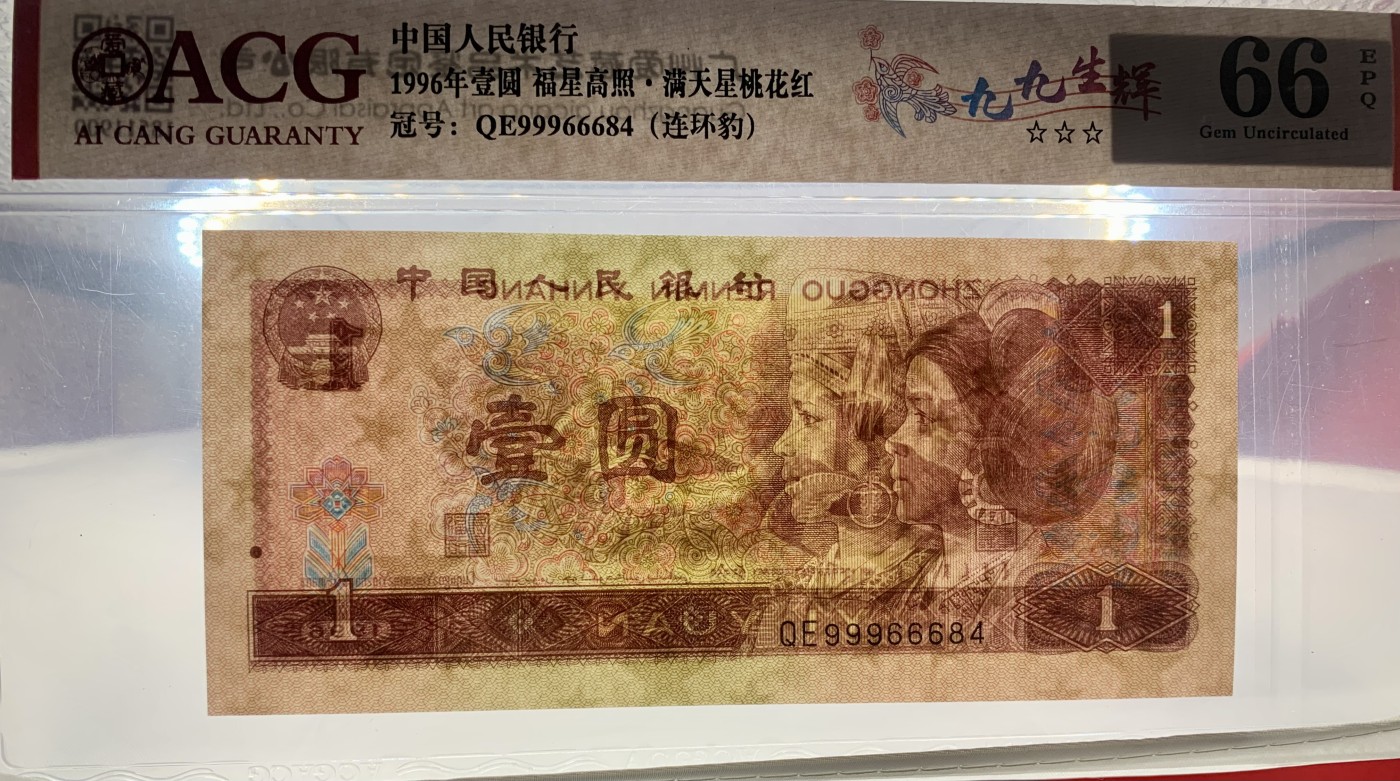 ACG
AI CANG GUARANTY
中国人民银行
1996年壹圆 福星高照·满天星桃花红
冠号：QE99966684（连环豹）
九九生辉
☆☆☆
66
EPQ
Gem Uncirculated
中国人民银行
ZHONGGUO RENMIN YINHANG
1
壹圆
1
YI YUAN
QE99966684
1